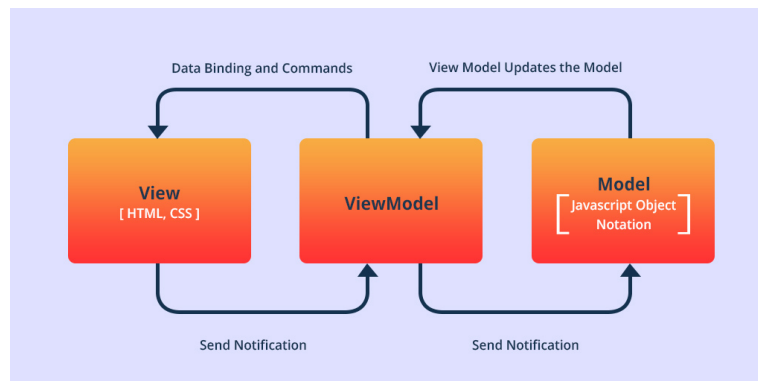 Data Binding and Commands
View Model Updates the Model
View
[ HTML, CSS ]
ViewModel
Model
Javascript Object
Notation
Send Notification
Send Notification